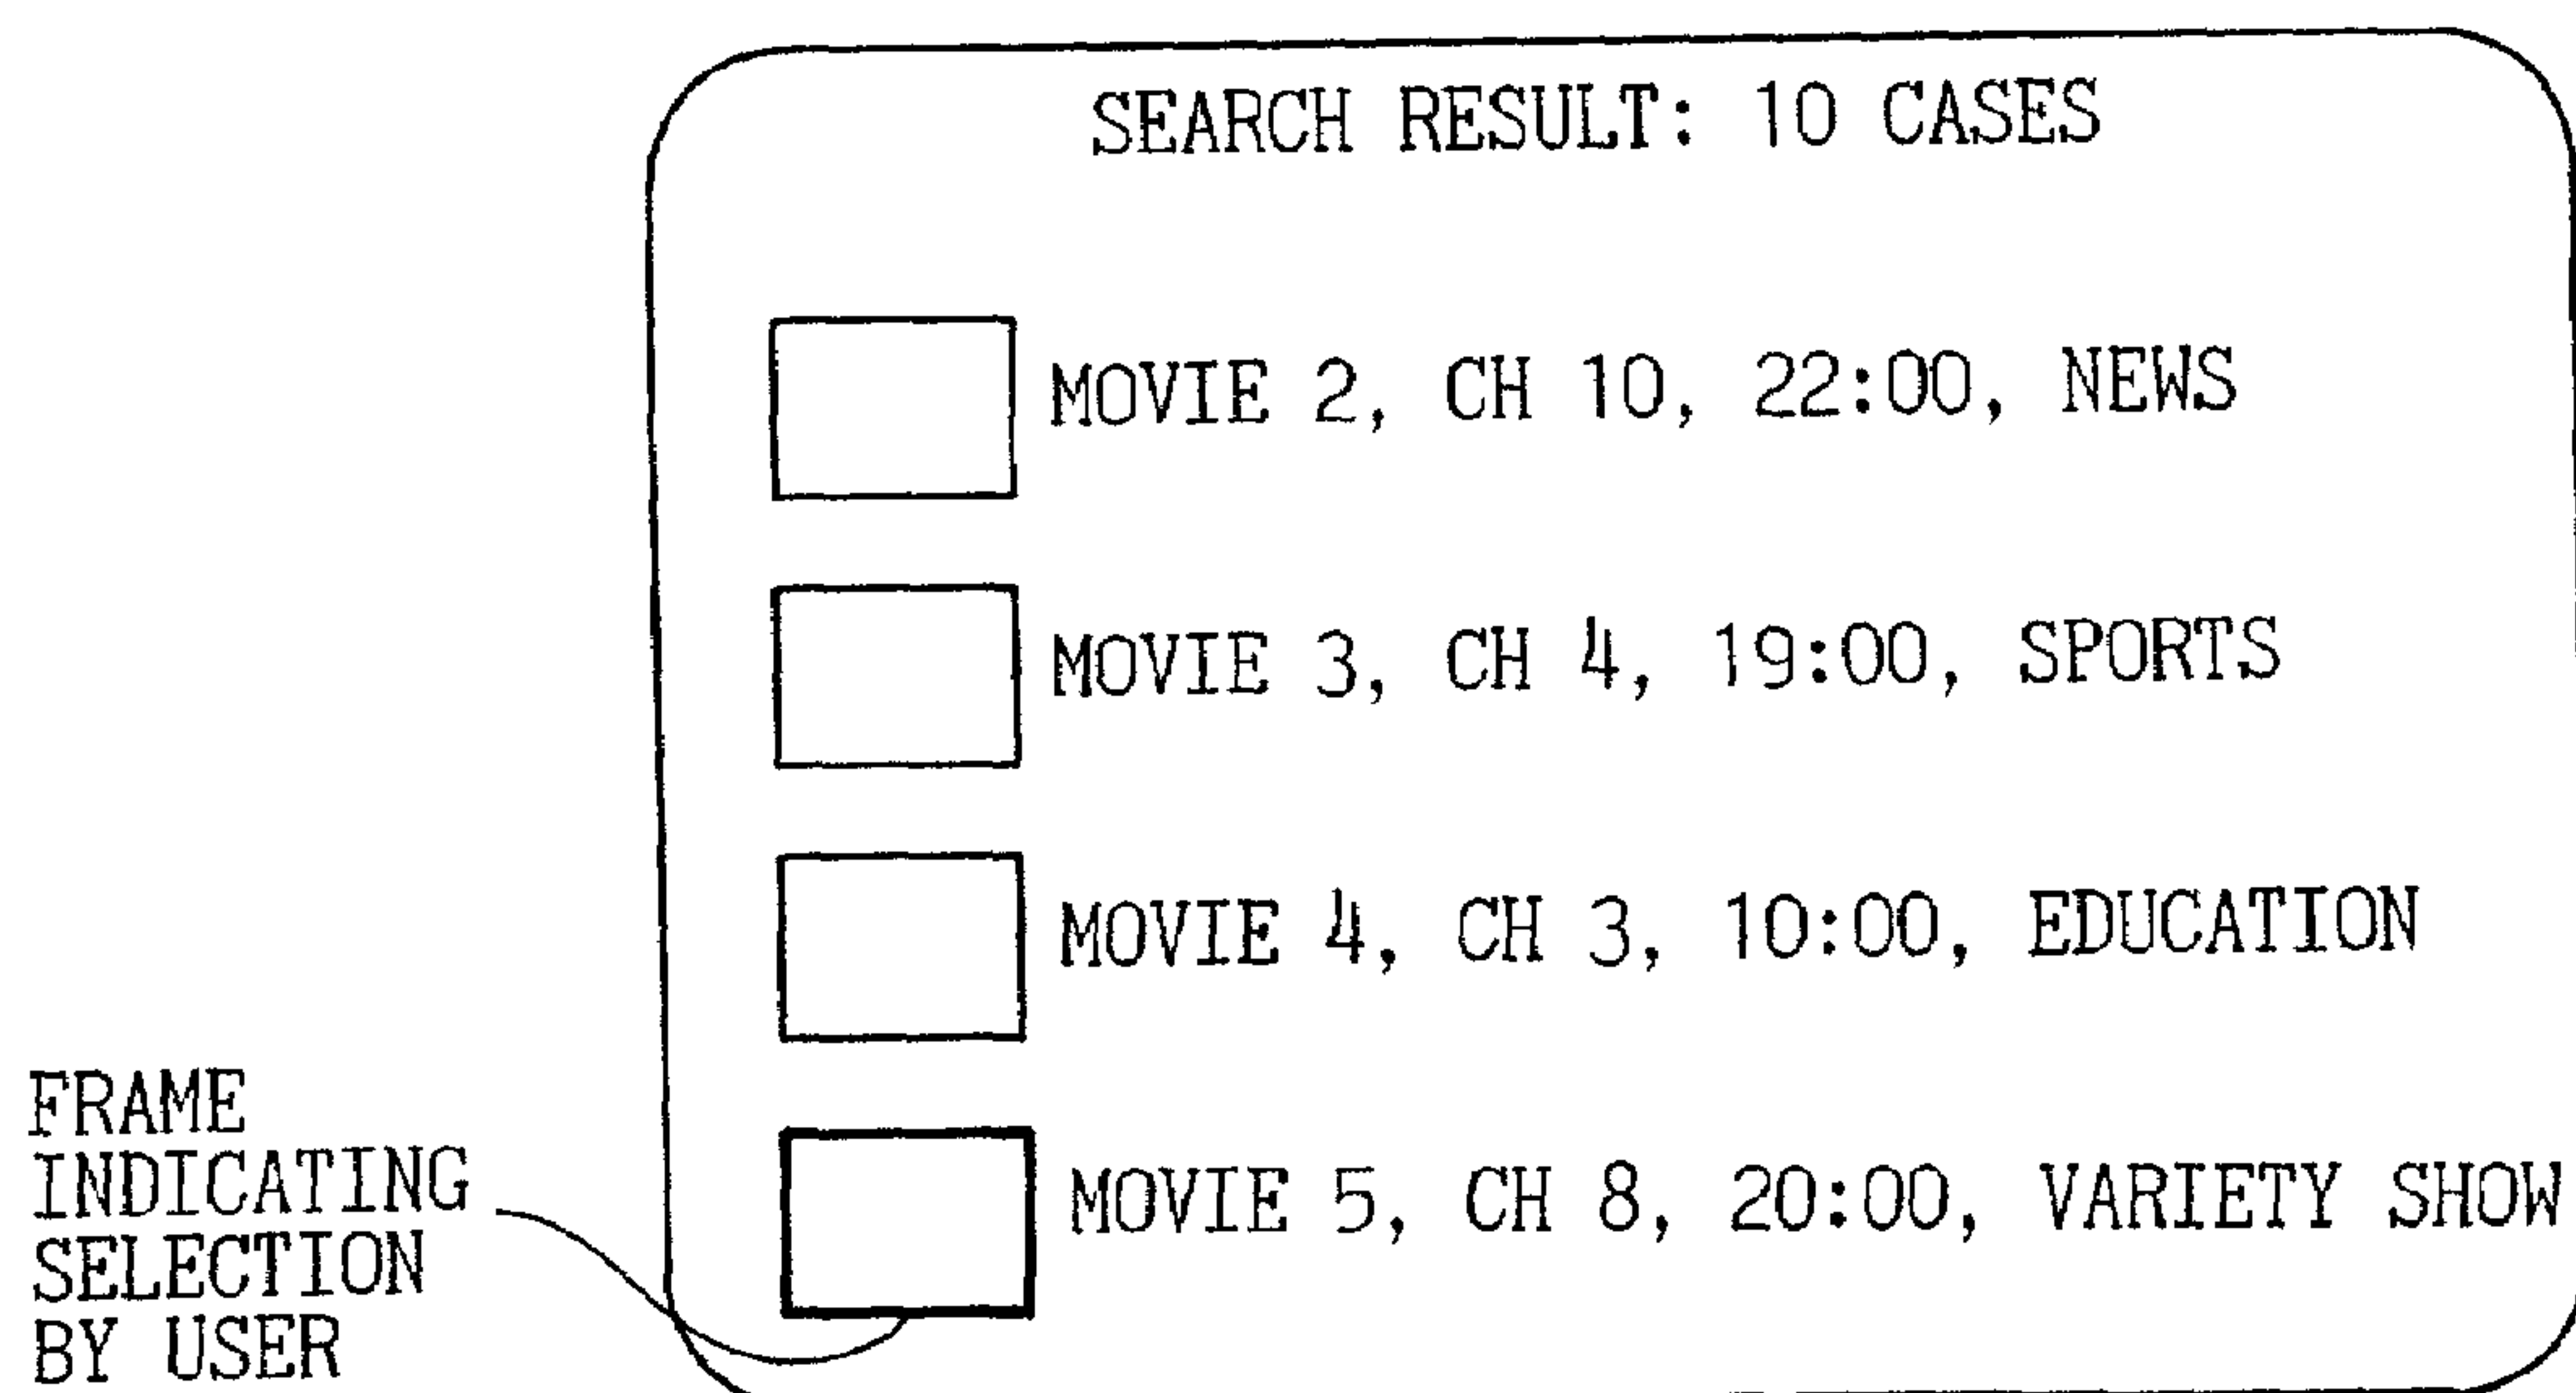 SEARCH RESULT: 10 CASES
MOVIE 2, CH 10, 22:00, NEWS
MOVIE 3, CH 4, 19:00, SPORTS
MOVIE 4, CH 3, 10:00, EDUCATION
MOVIE 5, CH 8, 20:00, VARIETY SHOW
FRAME
INDICATING
SELECTION
BY USER